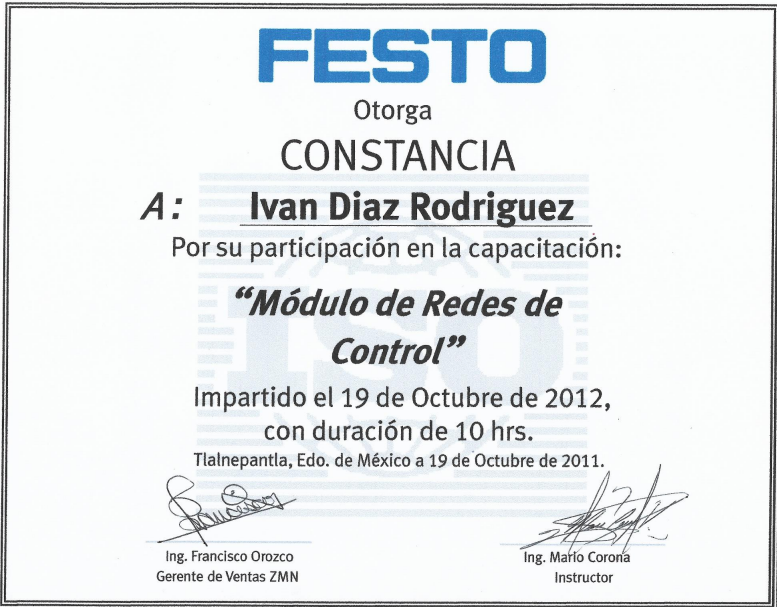 FESTO
Otorga
CONSTANCIA
A: Ivan Diaz Rodriguez
Por su participación en la capacitación:
“Módulo de Redes de
Control”
ISO
Impartido el 19 de Octubre de 2012,
con duración de 10 hrs.
Tlalnepantla, Edo. de México a 19 de Octubre de 2011.
Ing. Francisco Orozco
Gerente de Ventas ZMN
Ing. Mario Corona
Instructor